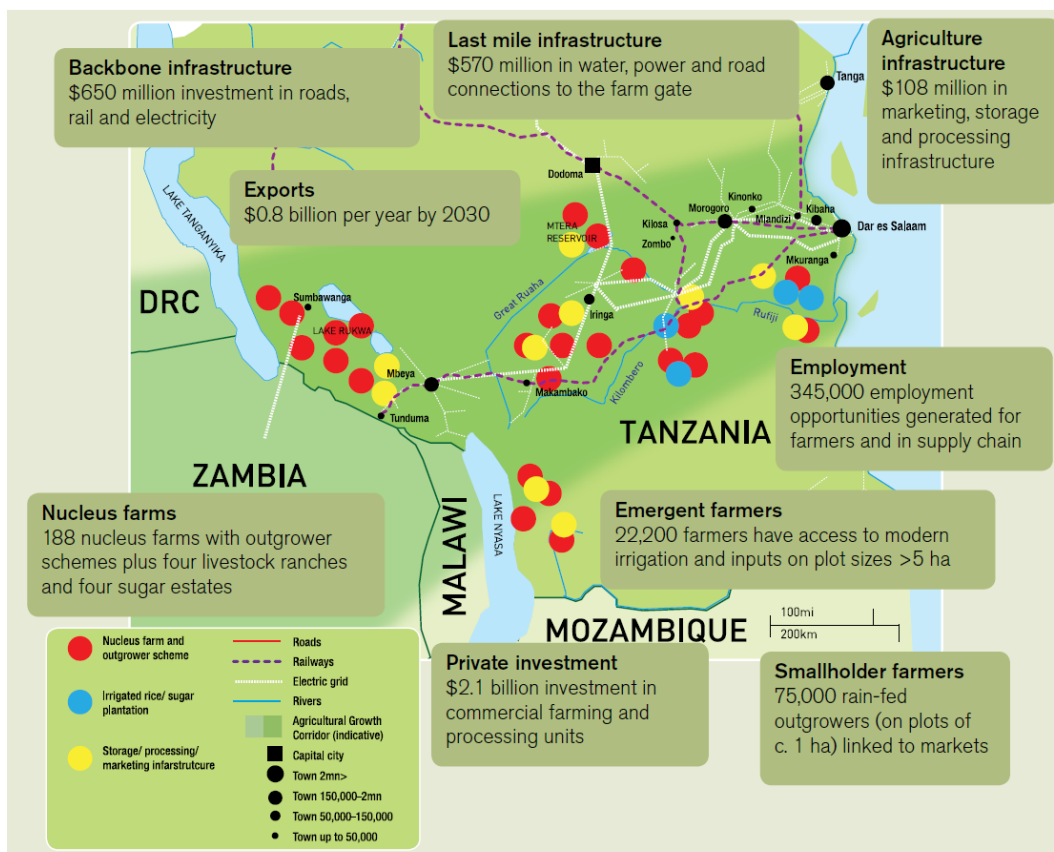 Backbone infrastructure
$650 million investment in roads,
rail and electricity
Last mile infrastructure
$570 million in water, power and road
connections to the farm gate
Agriculture
infrastructure
$108 million in
marketing, storage
and processing
infrastructure
Exports
$0.8 billion per year by 2030
Tanga
Dodoma
Kinonko
Morogoro
Mlandizi
Kibaha
Kilosa
Zombo
Dar es Salaam
Mkuranga
MTERA
RESERVOIR
LAKE TANGANYIKA
DRC
Sumbawanga
LAKE RUKWA
Great Ruaha
Iringa
Rufiji
Mbeya
Kilombero
Makambako
Tunduma
TANZANIA
ZAMBIA
MALAWI
LAKE NYASA
MOZAMBIQUE
Employment
345,000 employment
opportunities generated for
farmers and in supply chain
Nucleus farms
188 nucleus farms with outgrower
schemes plus four livestock ranches
and four sugar estates
Emergent farmers
22,200 farmers have access to modern
irrigation and inputs on plot sizes >5 ha
100mi
200km
Private investment
$2.1 billion investment in
commercial farming and
processing units
Smallholder farmers
75,000 rain-fed
outgrowers (on plots of
c. 1 ha) linked to markets
Nucleus farm and
outgrower scheme
Irrigated rice/ sugar
plantation
Storage/ processing/
marketing infarstrutcure
Roads
Railways
Electric grid
Rivers
Agricultural Growth
Corridor (indicative)
Capital city
Town 2mn>
Town 150,000–2mn
Town 50,000–150,000
Town up to 50,000